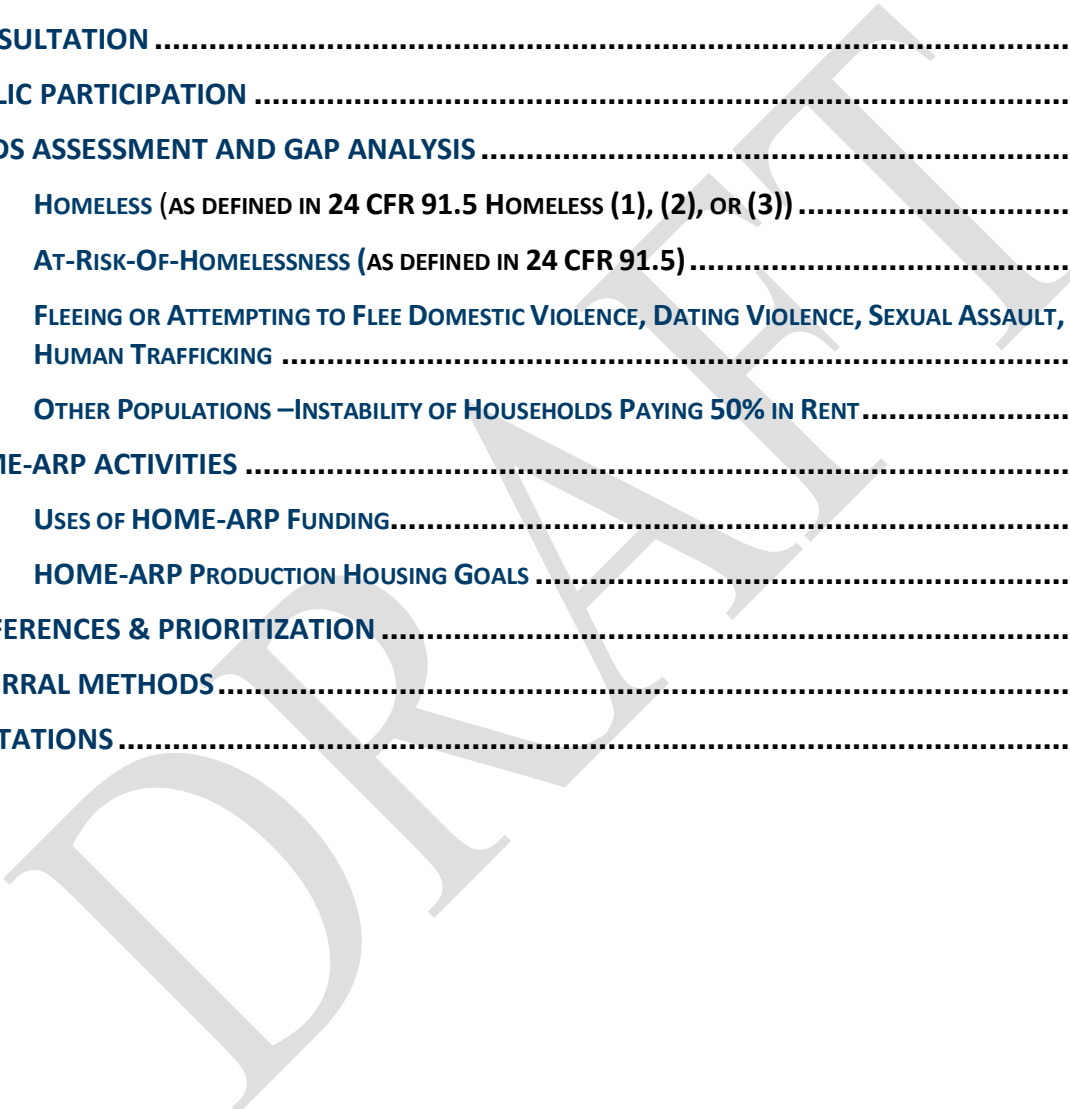 SULTATION ................................................................
LIC PARTICIPATION ................................................................
DS ASSESSMENT AND GAP ANALYSIS ................................................................
HOMELESS (AS DEFINED IN 24 CFR 91.5 HOMELESS (1), (2), OR (3)) ................................................................
AT-RISK-OF-HOMELESSNESS (AS DEFINED IN 24 CFR 91.5) ................................................................
FLEEING OR ATTEMPTING TO FLEE DOMESTIC VIOLENCE, DATING VIOLENCE, SEXUAL ASSAULT,
HUMAN TRAFFICKING ................................................................
OTHER POPULATIONS –INSTABILITY OF HOUSEHOLDS PAYING 50% IN RENT ................................................................
ME-ARP ACTIVITIES ................................................................
USES OF HOME-ARP FUNDING ................................................................
HOME-ARP PRODUCTION HOUSING GOALS ................................................................
FERENCES & PRIORITIZATION ................................................................
RRAL METHODS ................................................................
TATIONS ................................................................
DRAFT